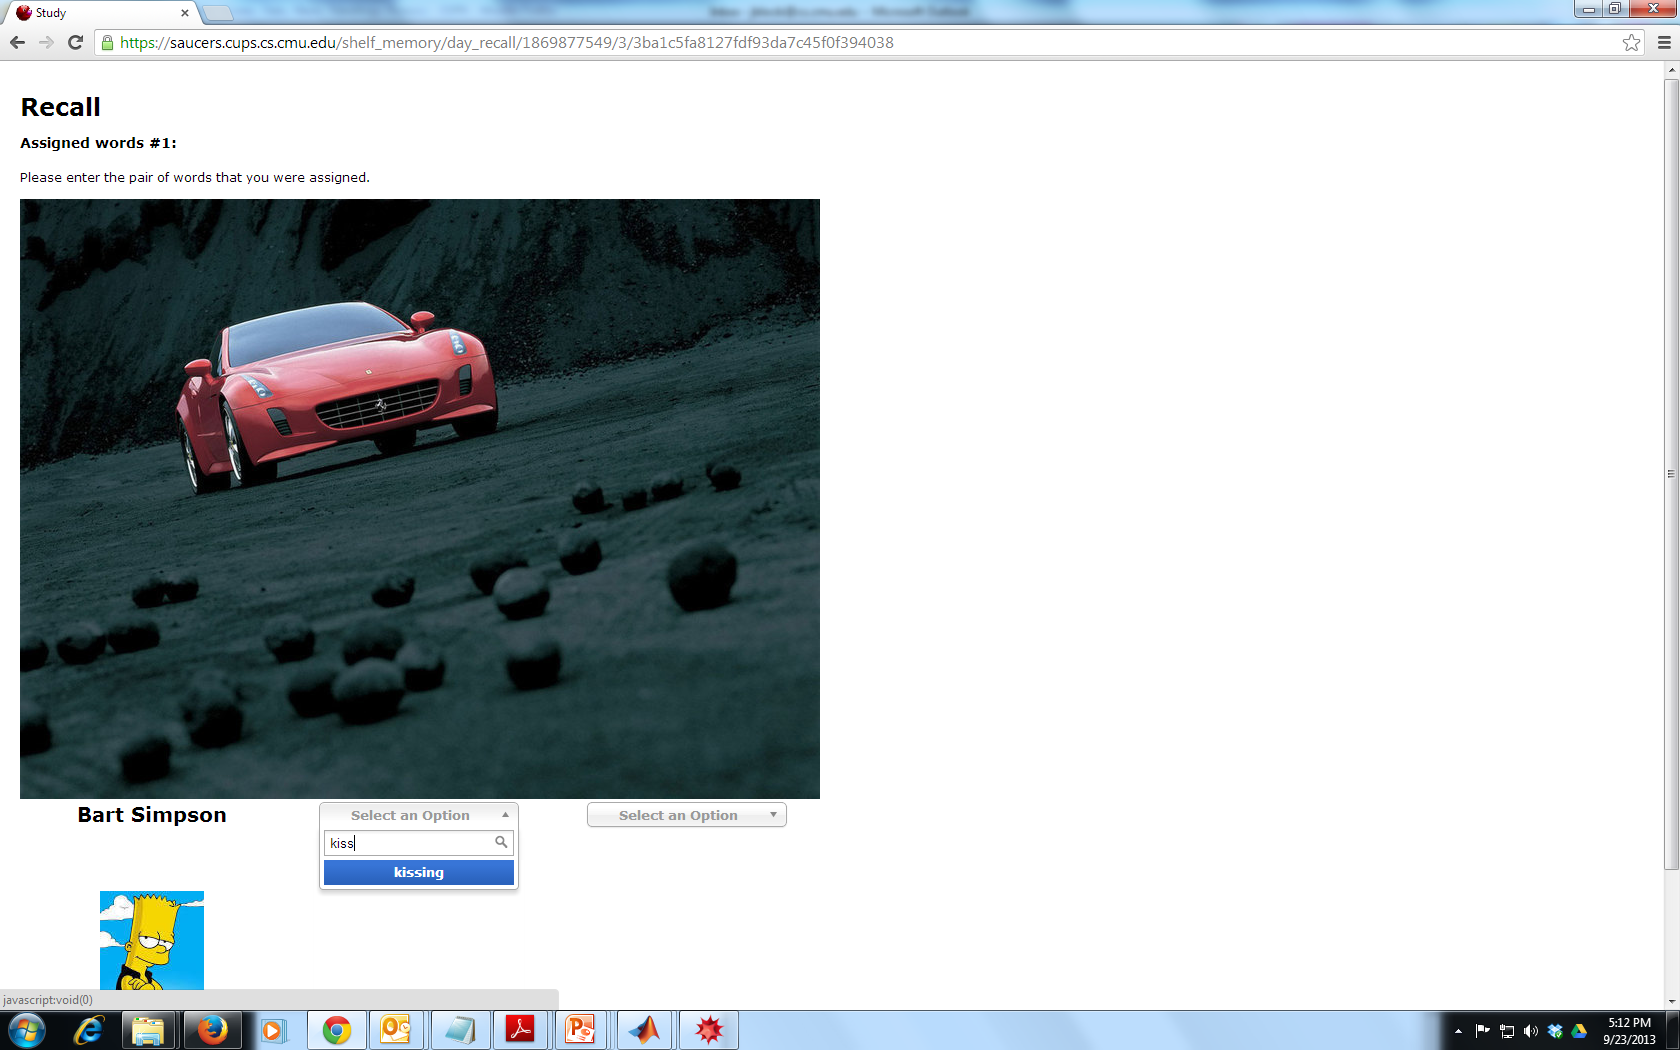 Study
https://saucers.cups.cs.cmu.edu/shelf_memory/day_recall/1869877549/3/3ba1c5fa8127fdf93da7c45f0f394038
Recall
Assigned words #1:
Please enter the pair of words that you were assigned.
Bart Simpson
Select an Option
Select an Option
kiss
kissing
javascript:void(0)
5:12 PM
9/23/2013